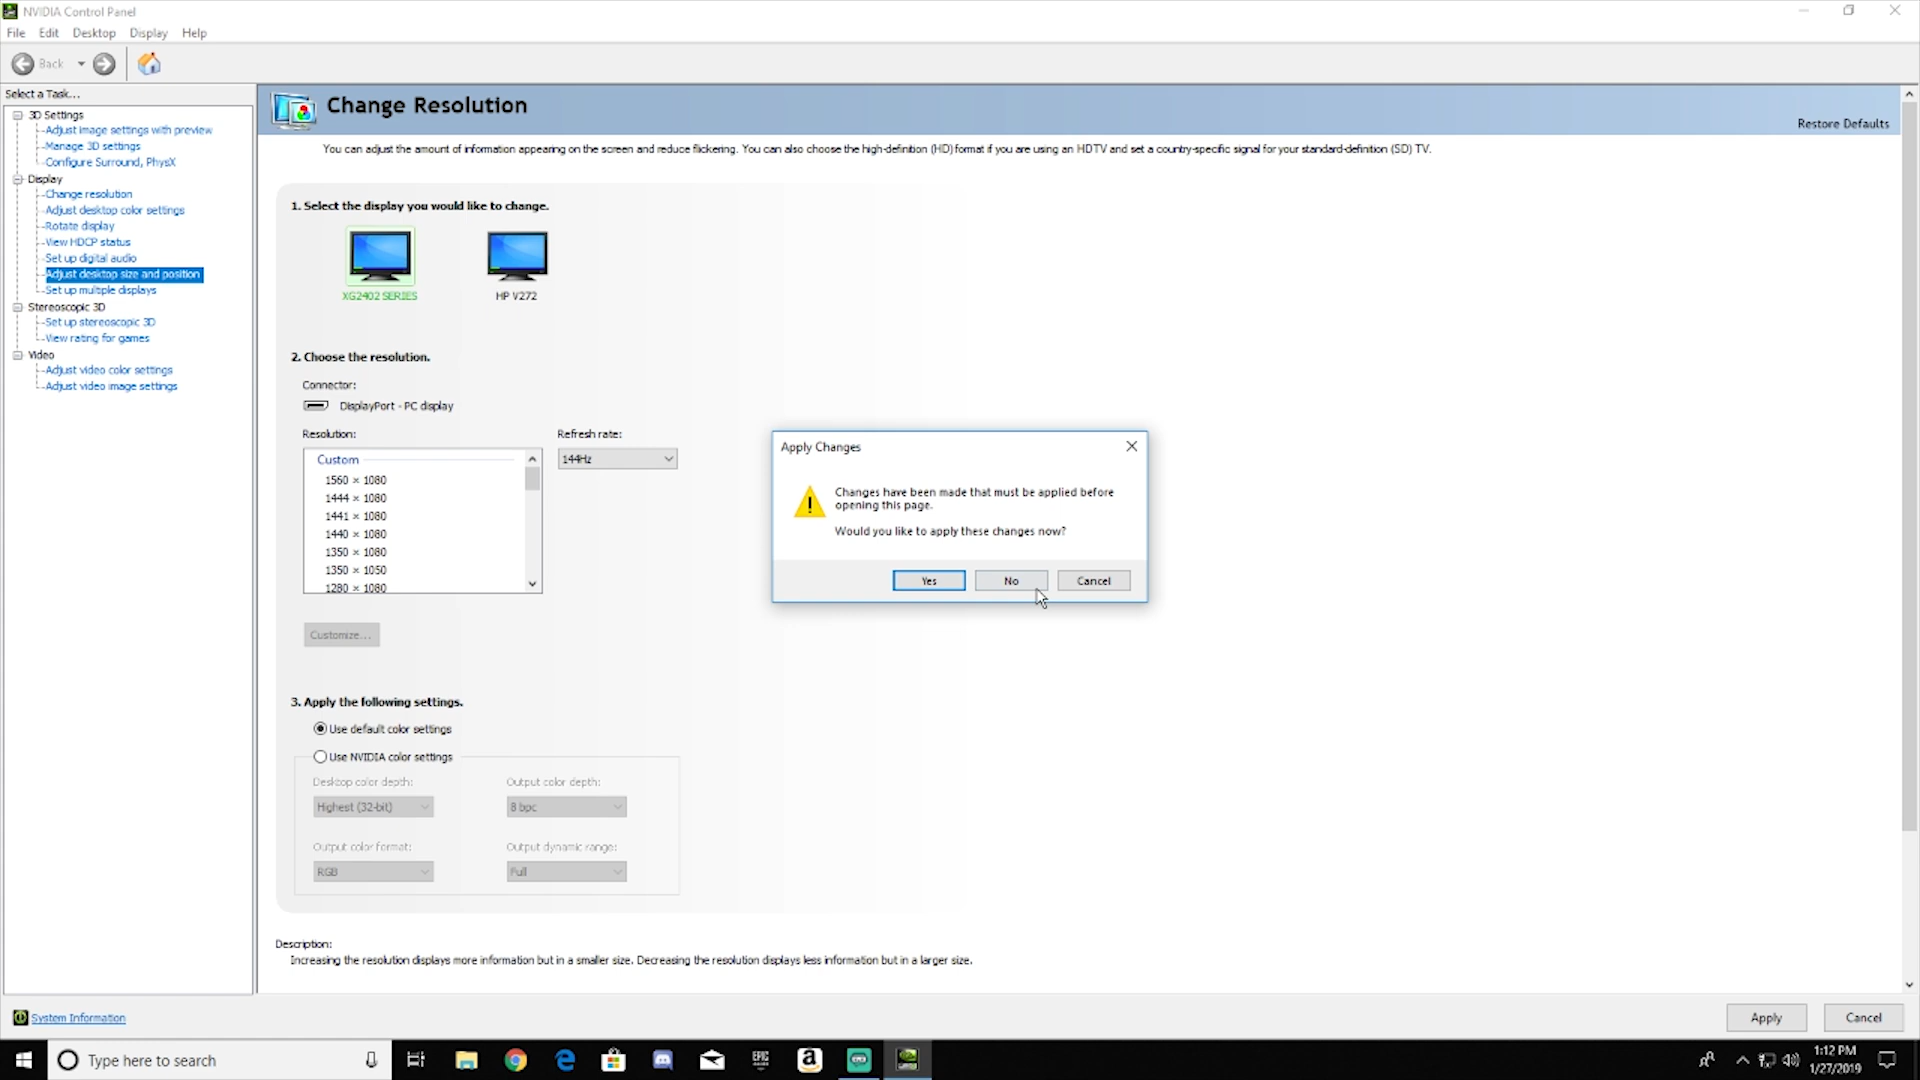 NVIDIA Control Panel
File Edit Desktop Display Help
Back
Select a Task...
3D Settings
Adjust image settings with preview
Manage 3D settings
Configure Surround, PhysX
Display
Change resolution
Adjust desktop color settings
Rotate display
View HDCP status
Set up digital audio
Adjust desktop size and position
Set up multiple displays
Stereoscopic 3D
Set up stereoscopic 3D
View rating for games
Video
Adjust video color settings
Adjust video image settings
System Information
Change Resolution
Restore Defaults
You can adjust the amount of information appearing on the screen and reduce flickering. You can also choose the high-definition (HD) format if you are using an HDTV and set a country-specific signal for your standard-definition (SD) TV.
1. Select the display you would like to change.
XG2402 SERIES
HP V272
2. Choose the resolution.
Connector:
DisplayPort - PC display
Resolution:
Refresh rate:
Custom
144Hz
1560 × 1080
1444 × 1080
1441 × 1080
1440 × 1080
1350 × 1080
1350 × 1050
1280 × 1080
Customize...
3. Apply the following settings.
Use default color settings
Use NVIDIA color settings
Desktop color depth:
Output color depth:
Highest (32-bit)
8 bpc
Output color format:
Output dynamic range:
RGB
Full
Description:
Increasing the resolution displays more information but in a smaller size. Decreasing the resolution displays less information but in a larger size.
Apply Changes
Changes have been made that must be applied before
opening this page.
Would you like to apply these changes now?
Yes No Cancel
Apply Cancel
Type here to search
EPIC
a
1:12 PM
1/27/2019